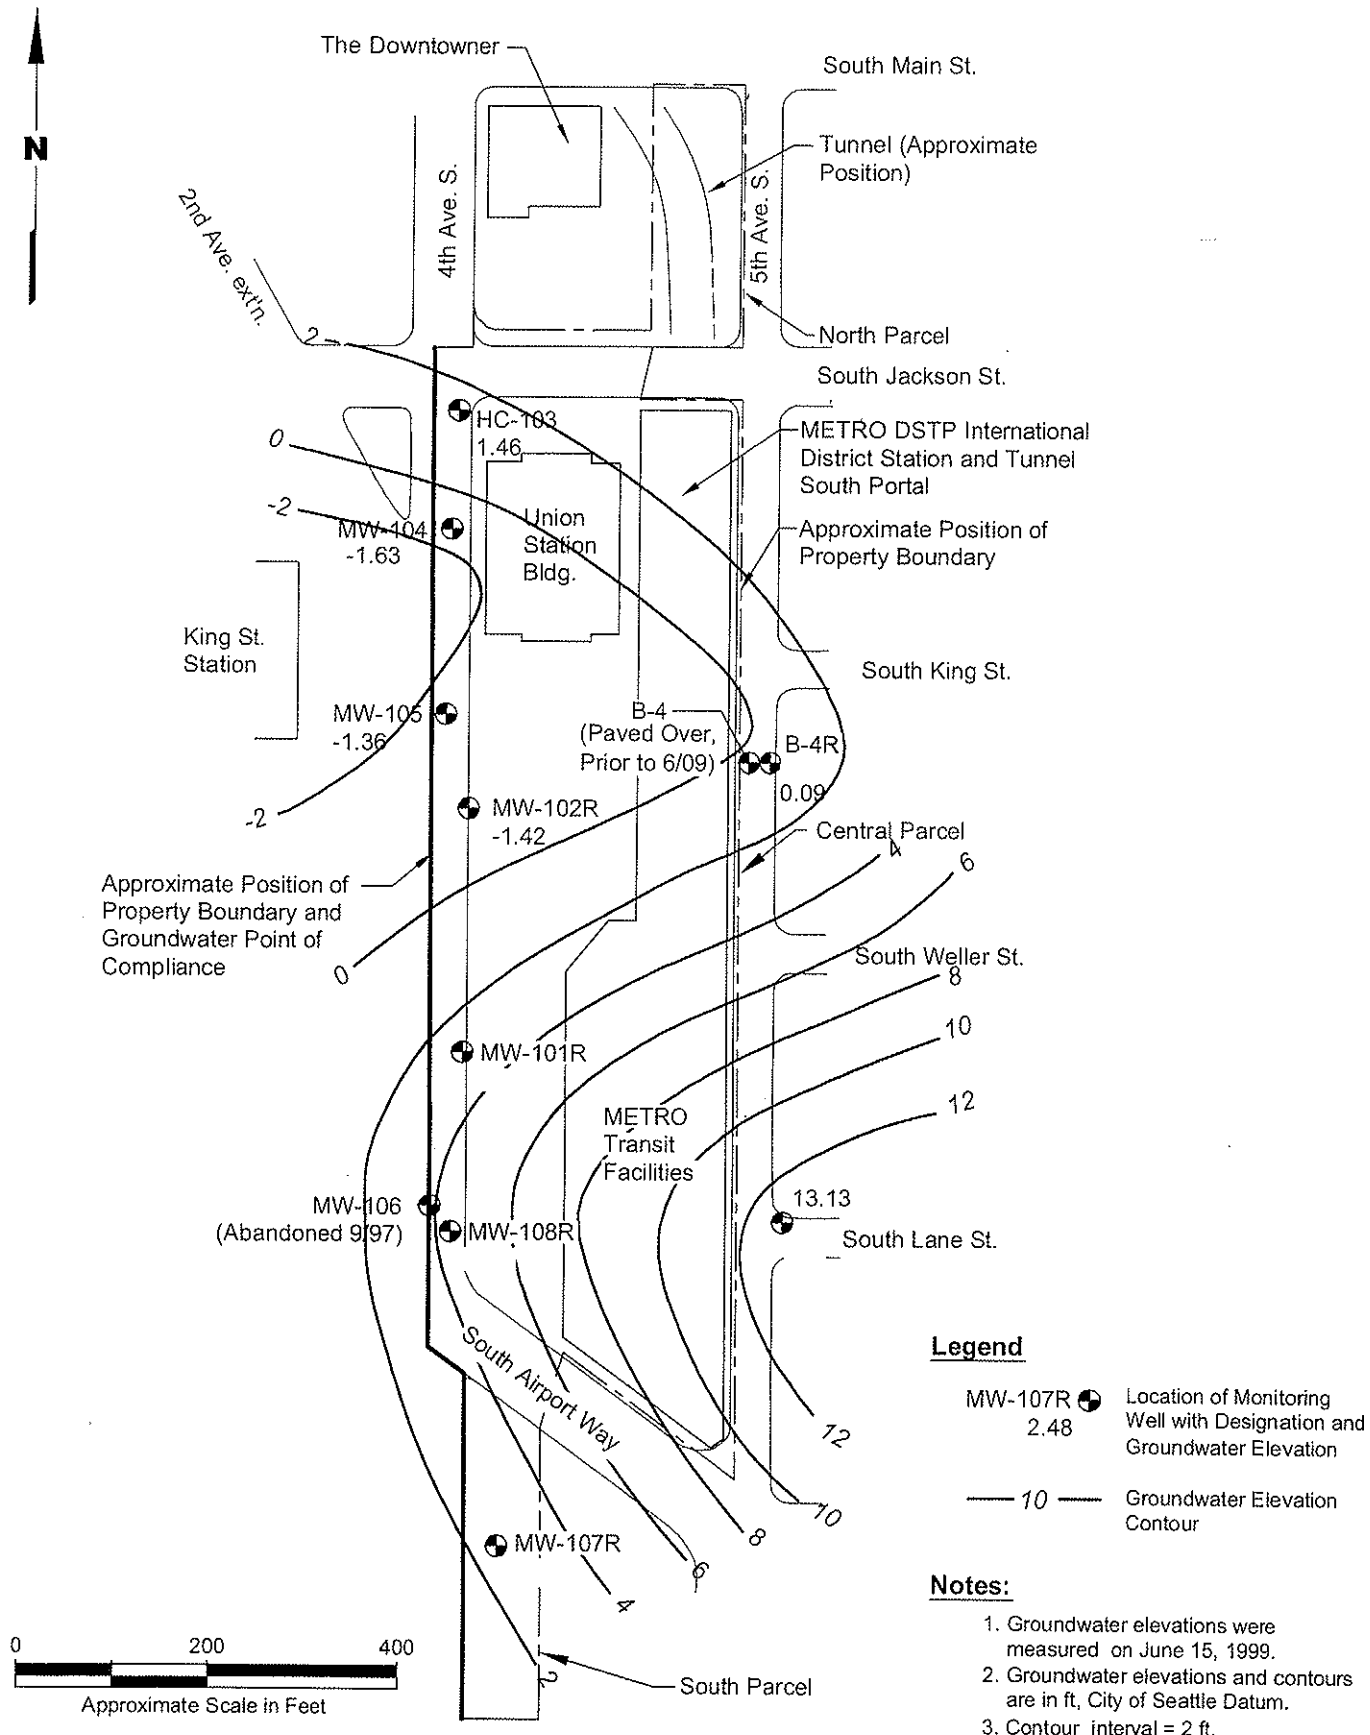 The Downtowner
South Main St.
N
Tunnel (Approximate
Position)
4th Ave. S.
5th Ave. S.
2nd Ave. ext'n.
North Parcel
2
South Jackson St.
HC-103
1.46
METRO DSTP International
District Station and Tunnel
South Portal
0
-2
MW-104
-1.63
Union
Station
Bldg.
Approximate Position of
Property Boundary
King St.
Station
South King St.
MW-105
-1.36
B-4
(Paved Over,
Prior to 6/09)
B-4R
0.09
-2
MW-102R
-1.42
Central Parcel
4
6
Approximate Position of
Property Boundary and
Groundwater Point of
Compliance
0
South Weller St.
8
10
MW-101R
12
METRO
Transit
Facilities
MW-106
(Abandoned 9/97)
MW-108R
13.13
South Lane St.
South Airport Way
12
10
8
6
4
2
MW-107R
South Parcel
Legend
MW-107R
2.48
Location of Monitoring
Well with Designation and
Groundwater Elevation
10
Groundwater Elevation
Contour
Notes:
1. Groundwater elevations were
measured on June 15, 1999.
2. Groundwater elevations and contours
are in ft, City of Seattle Datum.
3. Contour interval = 2 ft.
0 200 400
Approximate Scale in Feet